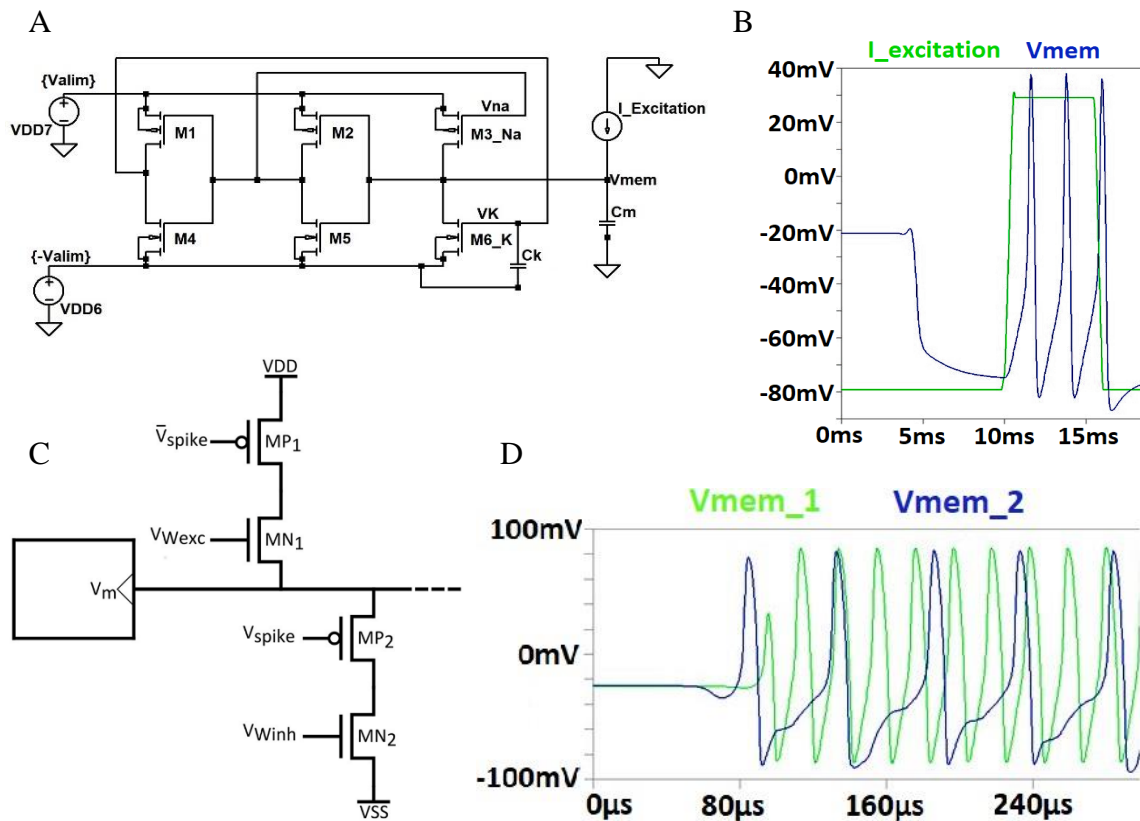 A
{Valim}
VDD7
M1
M2
Vna
M3_Na
I_Excitation
Vmem
M4
M5
VK
M6_K
Ck
Cm
{-Valim}
VDD6
B
I_excitation Vmem
40mV
20mV
0mV
-20mV
-40mV
-60mV
-80mV
0ms 5ms 10ms 15ms
C
VDD
V̅spike
MP1
VWexc
MN1
Vm
Vspike
MP2
VWinh
MN2
VSS
D
Vmem_1 Vmem_2
100mV
0mV
-100mV
0µs 80µs 160µs 240µs